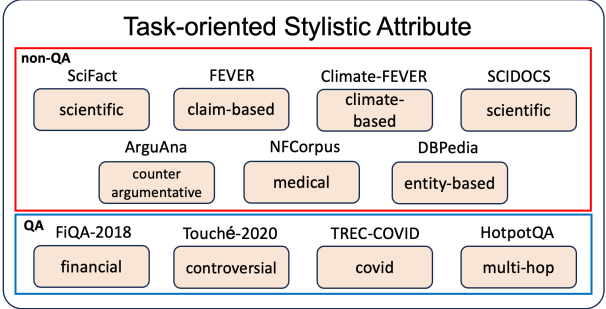 Task-oriented Stylistic Attribute
non-QA
SciFact FEVER Climate-FEVER SCIDOCS
scientific claim-based climate-based scientific
ArguAna NFCorpus DBPedia
counter argumentative medical entity-based
QA
FiQA-2018 Touché-2020 TREC-COVID HotpotQA
financial controversial covid multi-hop